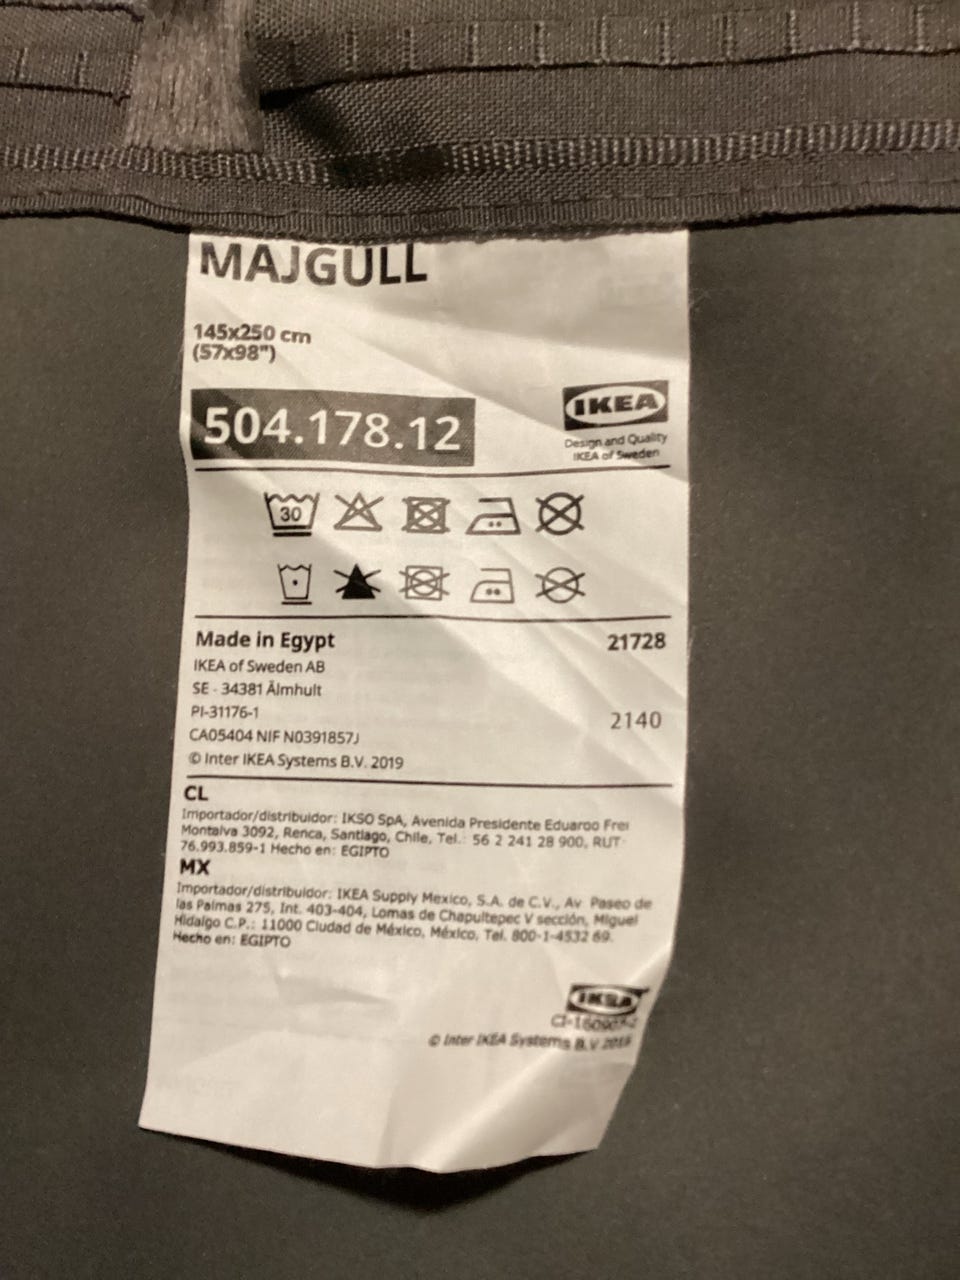 MAJGULL
145x250 cm
(57x98")
504.178.12
IKEA
Design and Quality
IKEA of Sweden
30
Made in Egypt
21728
IKEA of Sweden AB
SE - 34381 Älmhult
PI-31176-1
2140
CA05404 NIF N0391857J
© Inter IKEA Systems B.V. 2019
CL
Importador/distribuidor: IKSO SpA, Avenida Presidente Eduardo Frei
Montalva 3092, Renca, Santiago, Chile, Tel.: 56 2 241 28 900, RUT
76.993.859-1 Hecho en: EGIPTO
MX
Importador/distribuidor: IKEA Supply Mexico, S.A. de C.V., Av Paseo de
las Palmas 275, Int. 403-404, Lomas de Chapultepec V sección, Miguel
Hidalgo C.P.: 11000 Ciudad de México, México, Tel. 800-1-4532 69.
Hecho en: EGIPTO
IKEA
© Inter IKEA Systems B.V